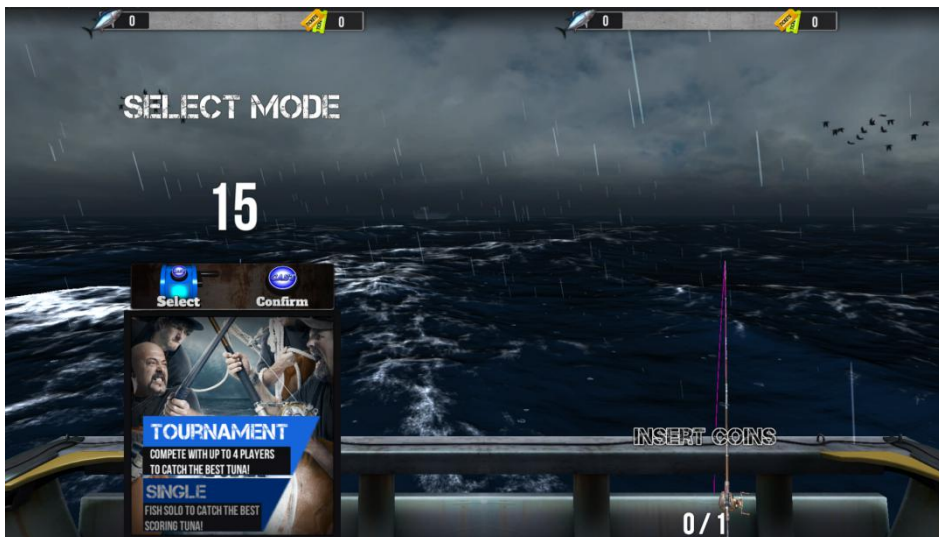 0 0 0 0
SELECT MODE
15
Select Confirm
TOURNAMENT
COMPETE WITH UP TO 4 PLAYERS
TO CATCH THE BEST TUNA!
SINGLE
FISH SOLO TO CATCH THE BEST
SCORING TUNA!
INSERT COINS
0/1